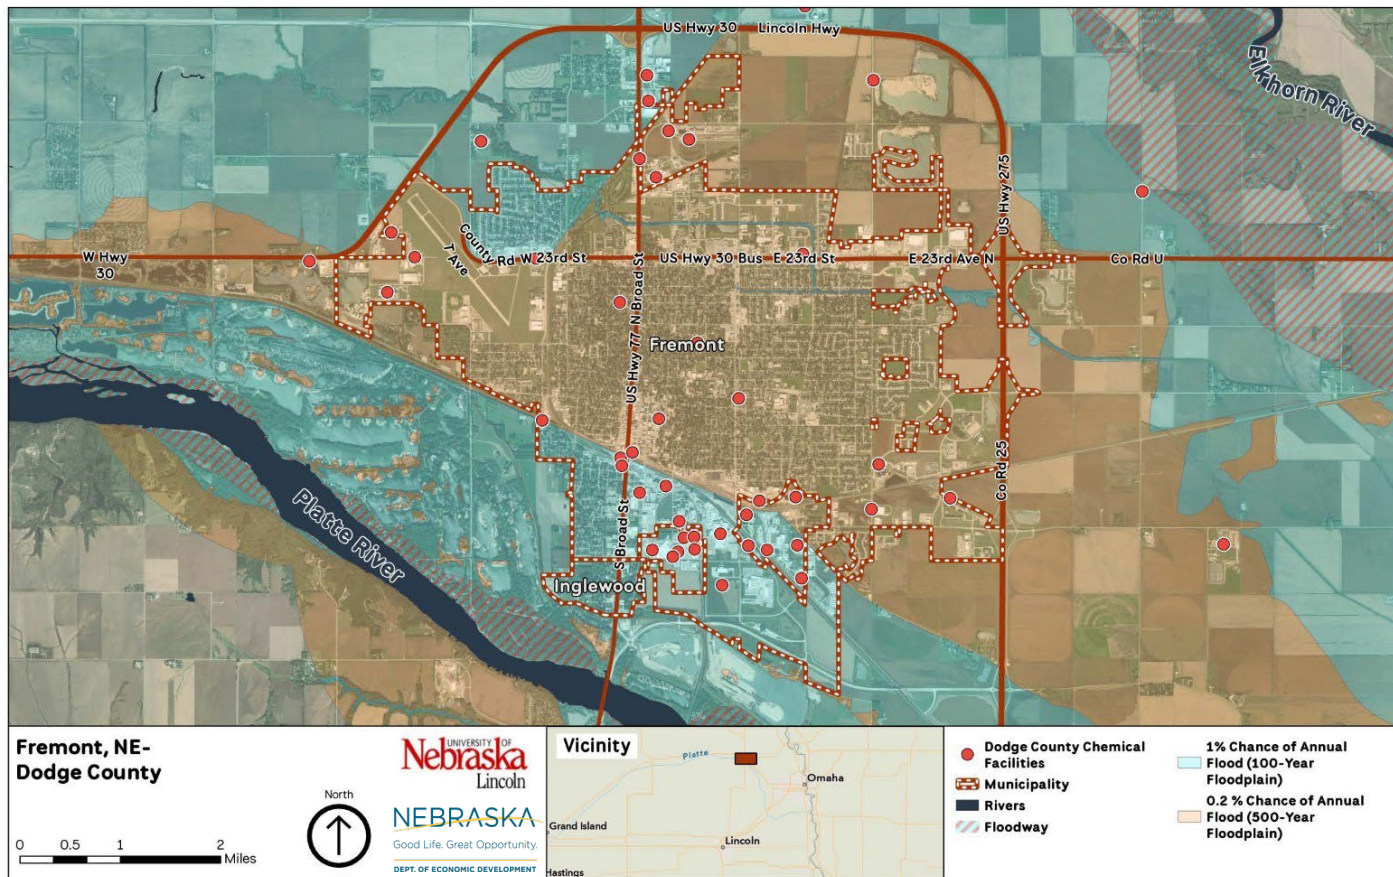 US Hwy 30
Lincoln Hwy
Elkhorn River
US Hwy 275
W Hwy
30
County Rd
T Ave
W 23rd St
US Hwy 30 Bus
E 23rd St
E 23rd Ave N
Co Rd U
US Hwy 77 N Broad St
Fremont
Co Rd 25
Platte River
S Broad St
Inglewood
Fremont, NE-
Dodge County
0 0.5 1 2
Miles
North
UNIVERSITY OF
Nebraska
Lincoln
NEBRASKA
Good Life. Great Opportunity.
DEPT. OF ECONOMIC DEVELOPMENT
Vicinity
Platte
Omaha
Grand Island
Lincoln
Hastings
Dodge County Chemical
Facilities
Municipality
Rivers
Floodway
1% Chance of Annual
Flood (100-Year
Floodplain)
0.2 % Chance of Annual
Flood (500-Year
Floodplain)